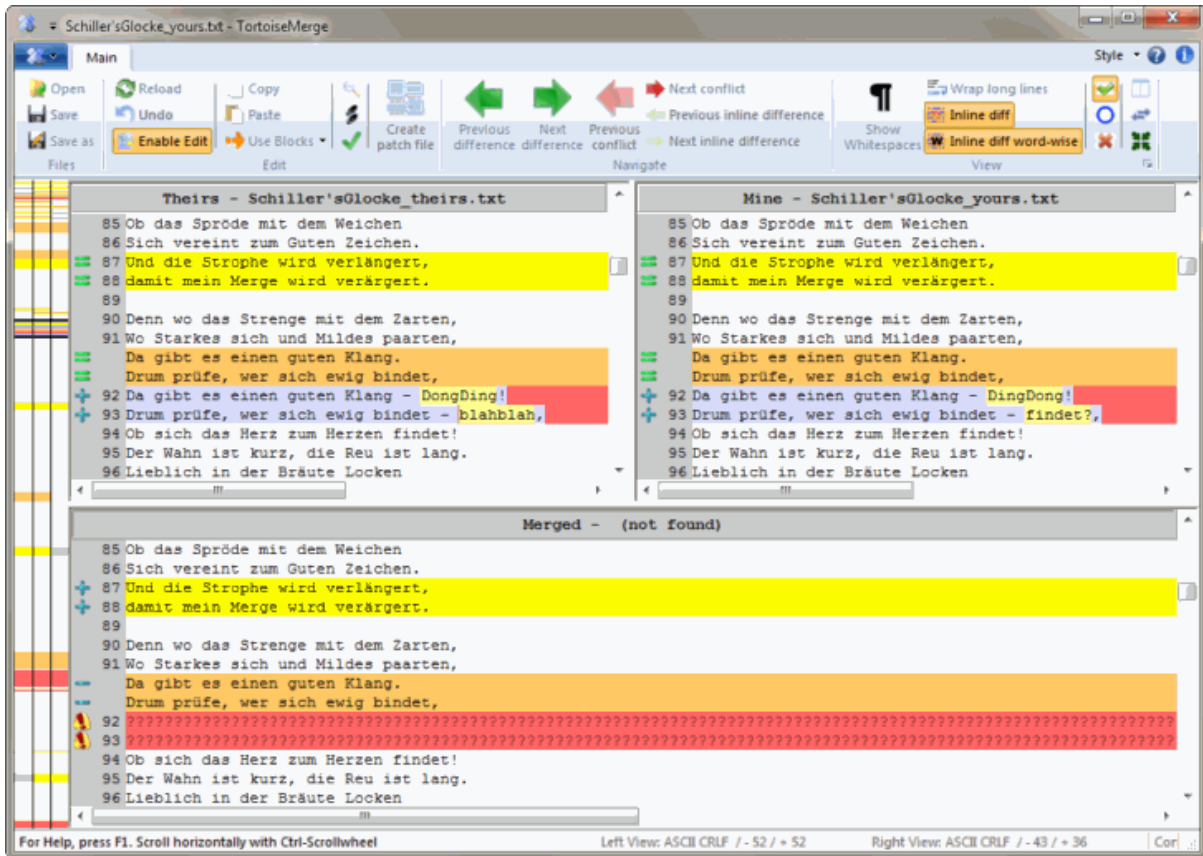 Schiller'sGlocke_yours.txt - TortoiseMerge
Main
Style
Open
Save
Save as
Files
Reload
Undo
Enable Edit
Copy
Paste
Use Blocks
Create patch file
Edit
Previous difference
Next difference
Previous conflict
Next conflict
Previous inline difference
Next inline difference
Navigate
Show Whitespaces
Wrap long lines
Inline diff
Inline diff word-wise
View
Theirs - Schiller'sGlocke_theirs.txt
85 Ob das Spröde mit dem Weichen
86 Sich vereint zum Guten Zeichen.
87 Und die Strophe wird verlängert,
88 damit mein Merge wird verärgert.
89
90 Denn wo das Strenge mit dem Zarten,
91 Wo Starkes sich und Mildes paarten,
Da gibt es einen guten Klang.
Drum prüfe, wer sich ewig bindet,
92 Da gibt es einen guten Klang - DongDing!
93 Drum prüfe, wer sich ewig bindet - blahblah,
94 Ob sich das Herz zum Herzen findet!
95 Der Wahn ist kurz, die Reu ist lang.
96 Lieblich in der Bräute Locken
Mine - Schiller'sGlocke_yours.txt
85 Ob das Spröde mit dem Weichen
86 Sich vereint zum Guten Zeichen.
87 Und die Strophe wird verlängert,
88 damit mein Merge wird verärgert.
89
90 Denn wo das Strenge mit dem Zarten,
91 Wo Starkes sich und Mildes paarten,
Da gibt es einen guten Klang.
Drum prüfe, wer sich ewig bindet,
92 Da gibt es einen guten Klang - DingDong!
93 Drum prüfe, wer sich ewig bindet - findet?,
94 Ob sich das Herz zum Herzen findet!
95 Der Wahn ist kurz, die Reu ist lang.
96 Lieblich in der Bräute Locken
Merged - (not found)
85 Ob das Spröde mit dem Weichen
86 Sich vereint zum Guten Zeichen.
87 Und die Strophe wird verlängert,
88 damit mein Merge wird verärgert.
89
90 Denn wo das Strenge mit dem Zarten,
91 Wo Starkes sich und Mildes paarten,
Da gibt es einen guten Klang.
Drum prüfe, wer sich ewig bindet,
92 ??????????????????????????????????????????????????????????????????????????????????????????????????????????????
93 ??????????????????????????????????????????????????????????????????????????????????????????????????????????????
94 Ob sich das Herz zum Herzen findet!
95 Der Wahn ist kurz, die Reu ist lang.
96 Lieblich in der Bräute Locken
For Help, press F1. Scroll horizontally with Ctrl-Scrollwheel
Left View: ASCII CRLF / - 52 / + 52
Right View: ASCII CRLF / - 43 / + 36